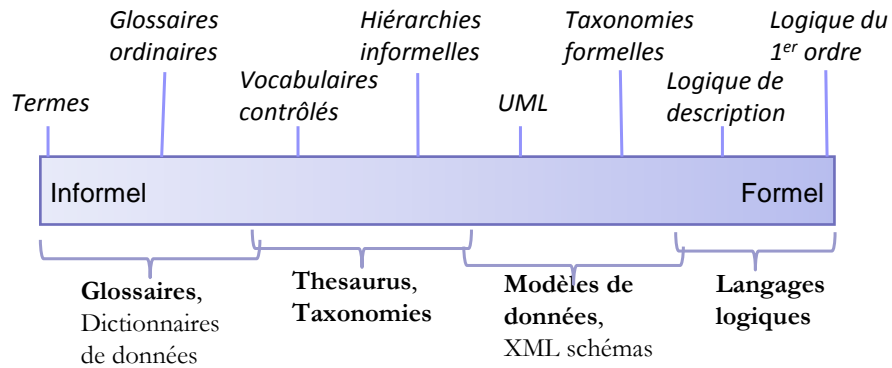 Glossaires
ordinaires
Hiérarchies
informelles
Taxonomies
formelles
Logique du
1er ordre
Termes
Vocabulaires
contrôlés
UML
Logique de
description
Informel
Formel
Glossaires,
Dictionnaires
de données
Thesaurus,
Taxonomies
Modèles de
données,
XML schémas
Langages
logiques